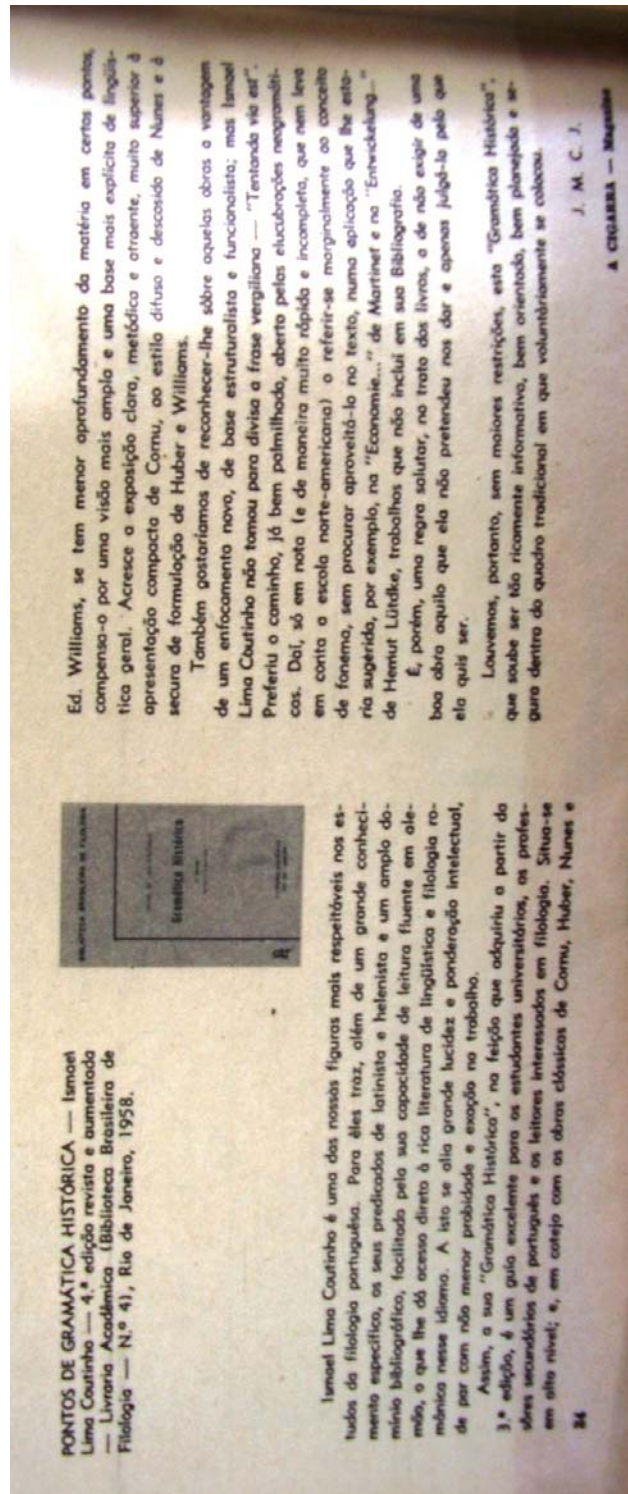 PONTOS DE GRAMÁTICA HISTÓRICA — Ismael
Lima Coutinho — 4.ª edição revista e aumentada
— Livraria Acadêmica (Biblioteca Brasileira de
Filologia — N.º 4), Rio de Janeiro, 1958.
BIBLIOTECA BRASILEIRA DE FILOLOGIA
Gramática Histórica
Ismael Lima Coutinho é uma das nossas figuras mais respeitáveis nos es-
tudos da filologia portuguêsa. Para êles traz, além de um grande conheci-
mento específico, os seus predicados de latinista e helenista e um amplo do-
mínio bibliográfico, facilitado pela sua capacidade de leitura fluente em ale-
mão, o que lhe dá acesso direto à rica literatura de lingüística e filologia ro-
mânica nesse idioma. A isto se alia grande lucidez e ponderação intelectual,
de par com não menor probidade e exação no trabalho.
Assim, a sua "Gramática Histórica", na feição que adquiriu a partir da
3.ª edição, é um guia excelente para os estudantes universitários, os profes-
sôres secundários de português e os leitores interessados em filologia. Situa-se
em alto nível; e, em cotejo com as obras clássicas de Cornu, Huber, Nunes e
84
Ed. Williams, se tem menor aprofundamento da matéria em certos pontos,
compensa-o por uma visão mais ampla e uma base mais explícita de lingüís-
tica geral. Acresce a exposição clara, metódica e atraente, muito superior à
apresentação compacta de Cornu, ao estilo difuso e descosido de Nunes e à
secura de formulação de Huber e Williams.
Também gostaríamos de reconhecer-lhe sôbre aquelas obras a vantagem
de um enfocamento novo, de base estruturalista e funcionalista; mas Ismael
Lima Coutinho não tomou para divisa a frase vergiliana — "Tentanda via est".
Preferiu o caminho, já bem palmilhado, aberto pelas elucubrações neogramáti-
cas. Daí, só em nota (e de maneira muito rápida e incompleta, que nem leva
em conta a escola norte-americana) o referir-se marginalmente ao conceito
de fonema, sem procurar aproveitá-lo no texto, numa aplicação que lhe esta-
ria sugerida, por exemplo, na "Economie..." de Martinet e na "Entwickelung..."
de Hemut Lüdtke, trabalhos que não inclui em sua Bibliografia.
É, porém, uma regra salutar, no trato dos livros, a de não exigir de uma
boa obra aquilo que ela não pretendeu nos dar e apenas julgá-la pelo que
ela quis ser.
Louvemos, portanto, sem maiores restrições, esta "Gramática Histórica",
que soube ser tão ricamente informativa, bem orientada, bem planejada e se-
gura dentro do quadro tradicional em que voluntàriamente se colocou.
J. M. C. J.
A CIGARRA — Magazine